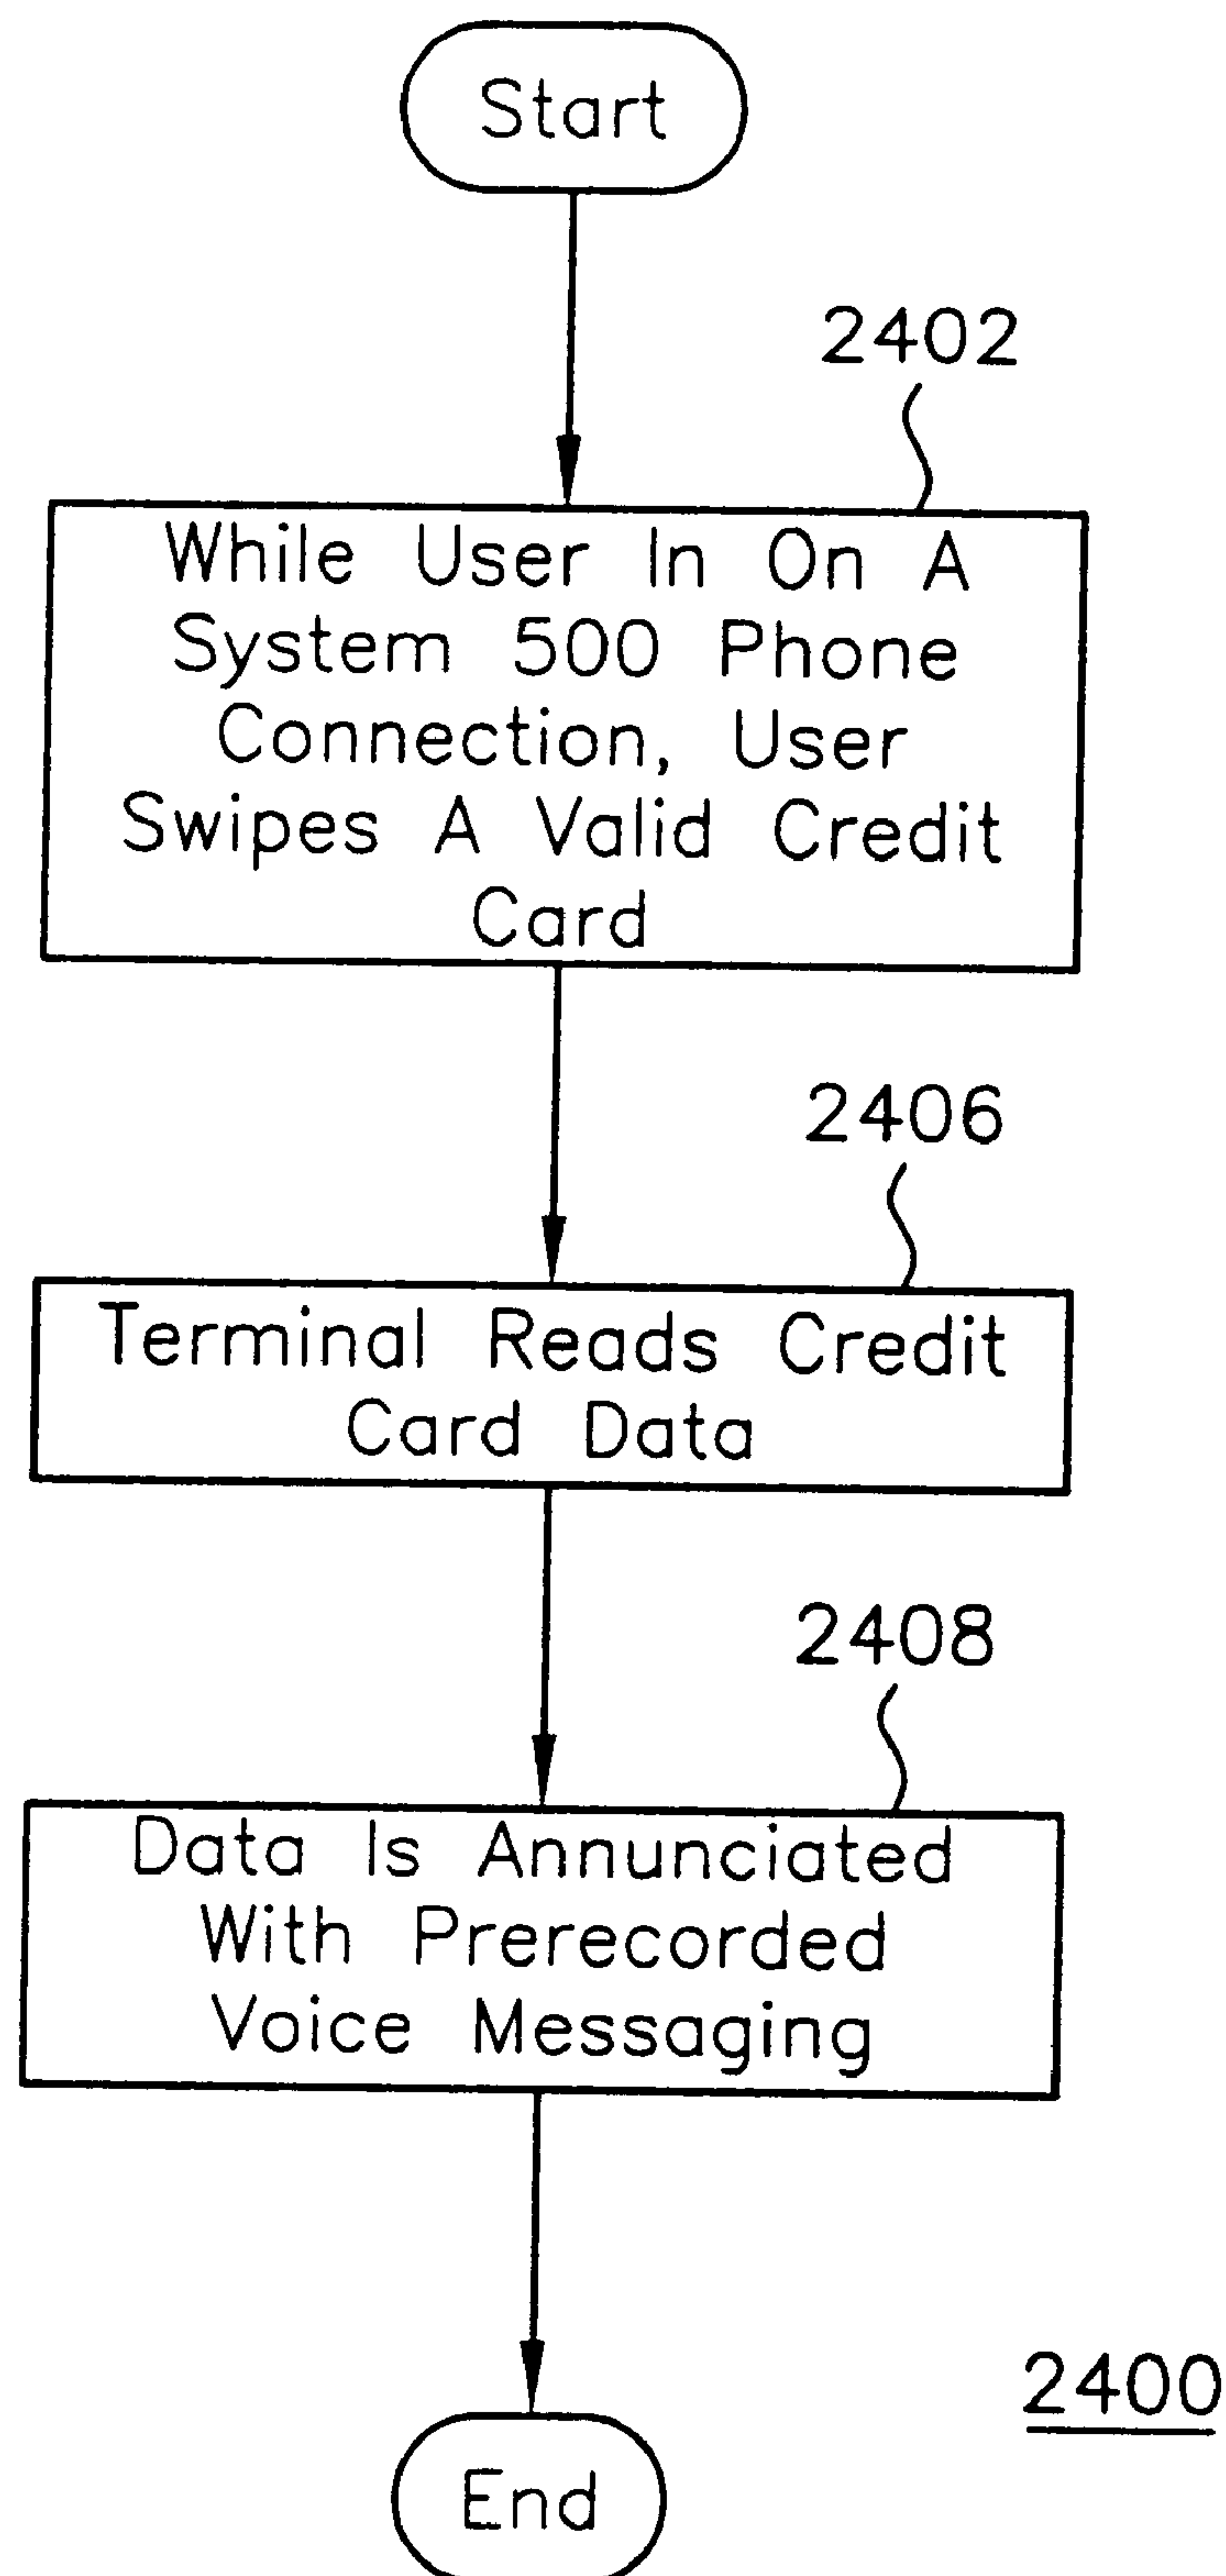 Start
2402
While User In On A
System 500 Phone
Connection, User
Swipes A Valid Credit
Card
2406
Terminal Reads Credit
Card Data
2408
Data Is Annunciated
With Prerecorded
Voice Messaging
2400
End